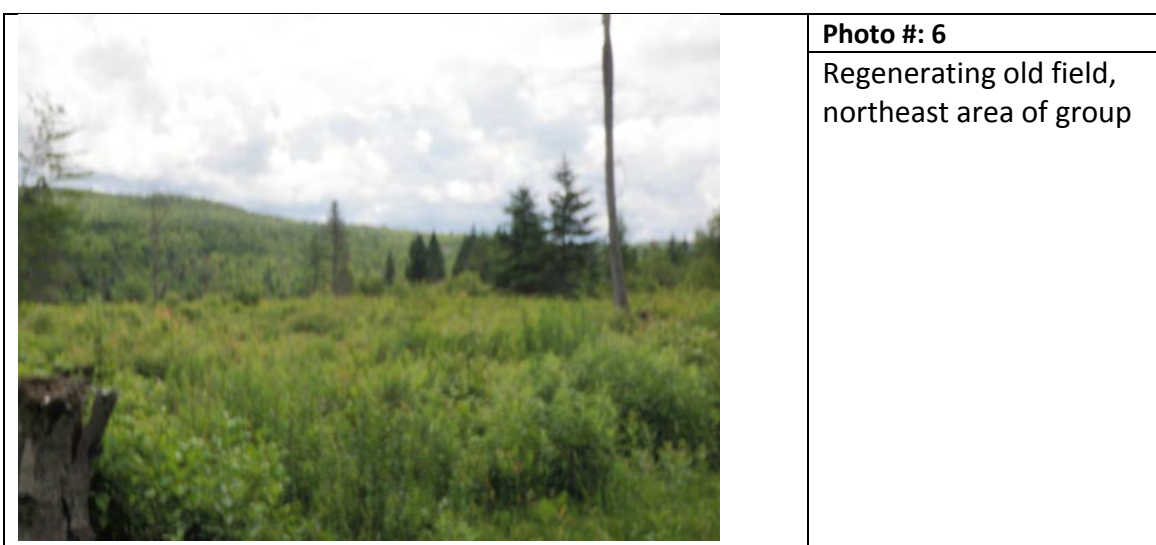 Photo #: 6
Regenerating old field,
northeast area of group